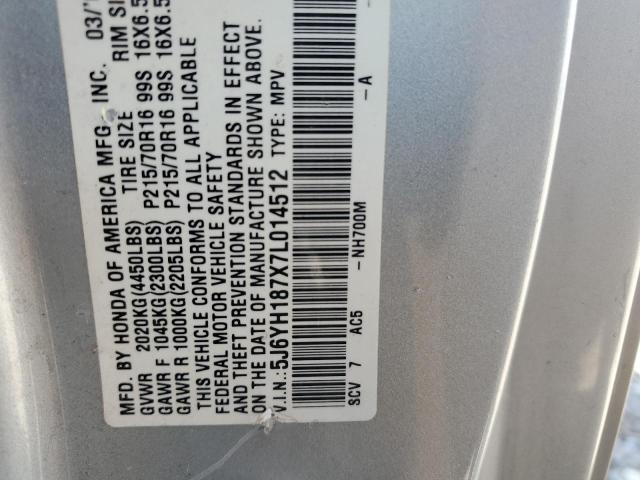 MFD. BY HONDA OF AMERICA MFG., INC. 03/
GVWR 2020KG(4450LBS) TIRE SIZE RIM SI
GAWR F 1045KG(2300LBS) P215/70R16 99S 16X6.5
GAWR R 1000KG(2205LBS) P215/70R16 99S 16X6.5
THIS VEHICLE CONFORMS TO ALL APPLICABLE
FEDERAL MOTOR VEHICLE SAFETY
AND THEFT PREVENTION STANDARDS IN EFFECT
ON THE DATE OF MANUFACTURE SHOWN ABOVE.
V.I.N.: 5J6YH187X7L014512 TYPE: MPV
SCV 7 AC5 -NH700M -A